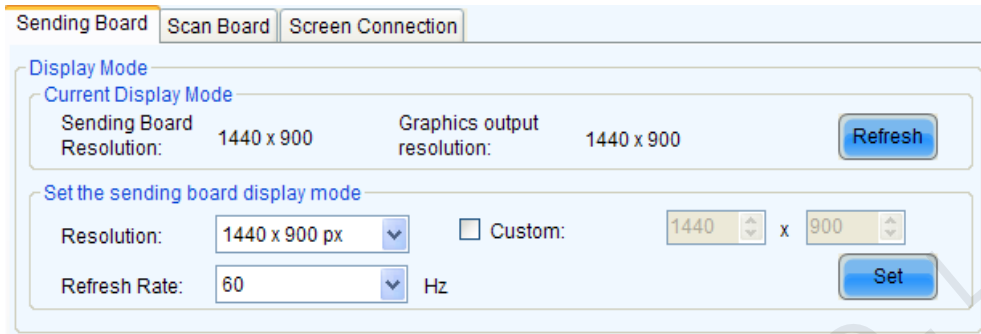 Sending Board Scan Board Screen Connection
Display Mode
Current Display Mode
Sending Board Resolution: 1440 x 900 Graphics output resolution: 1440 x 900 Refresh
Set the sending board display mode
Resolution: 1440 x 900 px Custom: 1440 x 900
Refresh Rate: 60 Hz Set